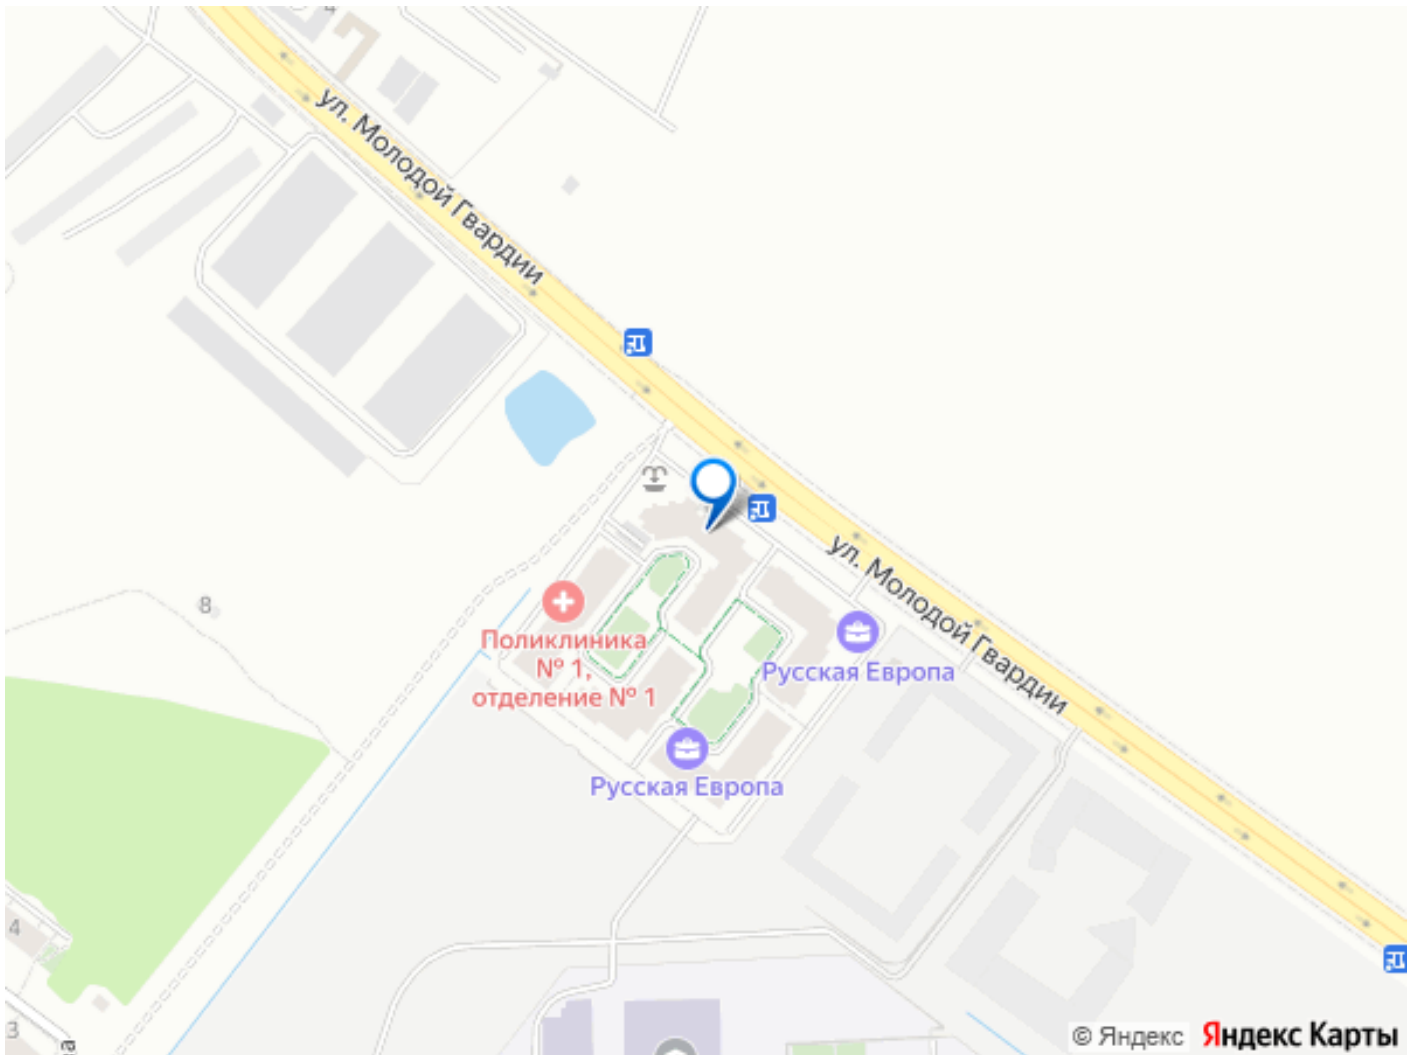 4
ул. Молодой Гвардии
8
ул. Молодой Гвардии
Поликлиника
№ 1,
отделение № 1
Русская Европа
Русская Европа
4
3
© Яндекс Яндекс Карты